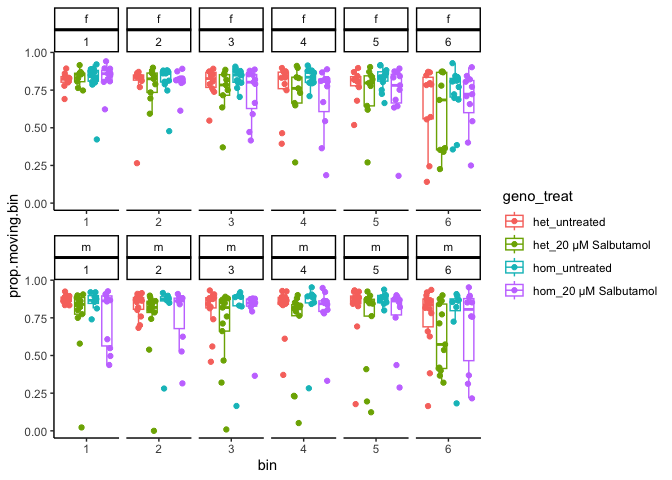 f f f f f f
1 2 3 4 5 6
1.00
0.75
0.50
0.25
0.00
1 2 3 4 5 6
m m m m m m
1 2 3 4 5 6
1.00
0.75
0.50
0.25
0.00
1 2 3 4 5 6
bin
prop.moving.bin
geno_treat
het_untreated
het_20 µM Salbutamol
hom_untreated
hom_20 µM Salbutamol